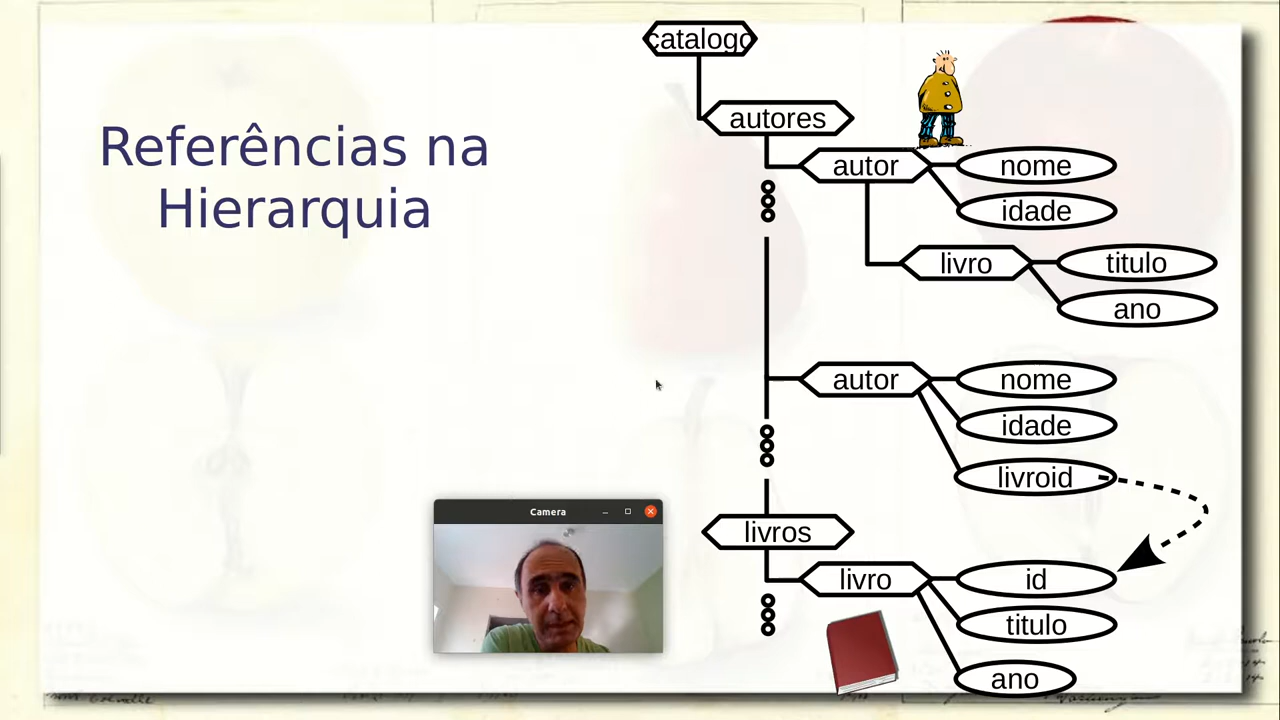 Referências na
Hierarquia
catalogo
autores
autor
nome
idade
livro
titulo
ano
autor
nome
idade
livroid
livros
livro
id
titulo
ano
Camera